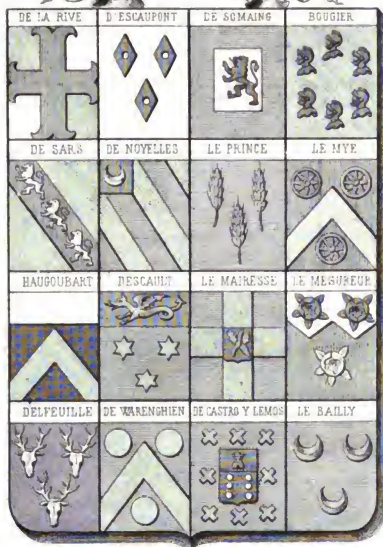 DE LA RIVE D'ESCAUPONT DE SOMAING BOUGIER
DE SARS DE NOYELLES LE PRINCE LE MYE
HAUGOUBART DESCAULT LE MAIRESSE LE MESUREUR
DELFEUILLE DE WARENGHIEN DE CASTRO Y LEMOS LE BAILLY